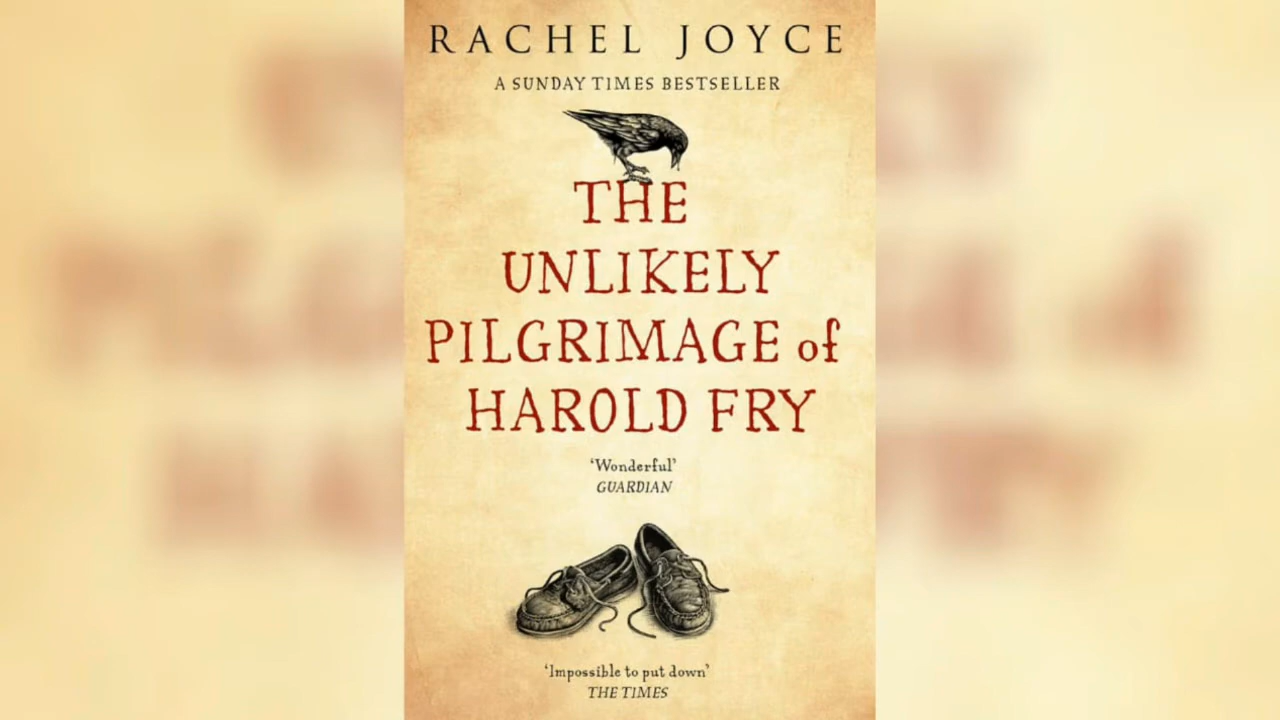 RACHEL JOYCE
A SUNDAY TIMES BESTSELLER
THE
UNLIKELY
PILGRIMAGE of
HAROLD FRY
‘Wonderful’
GUARDIAN
‘Impossible to put down’
THE TIMES